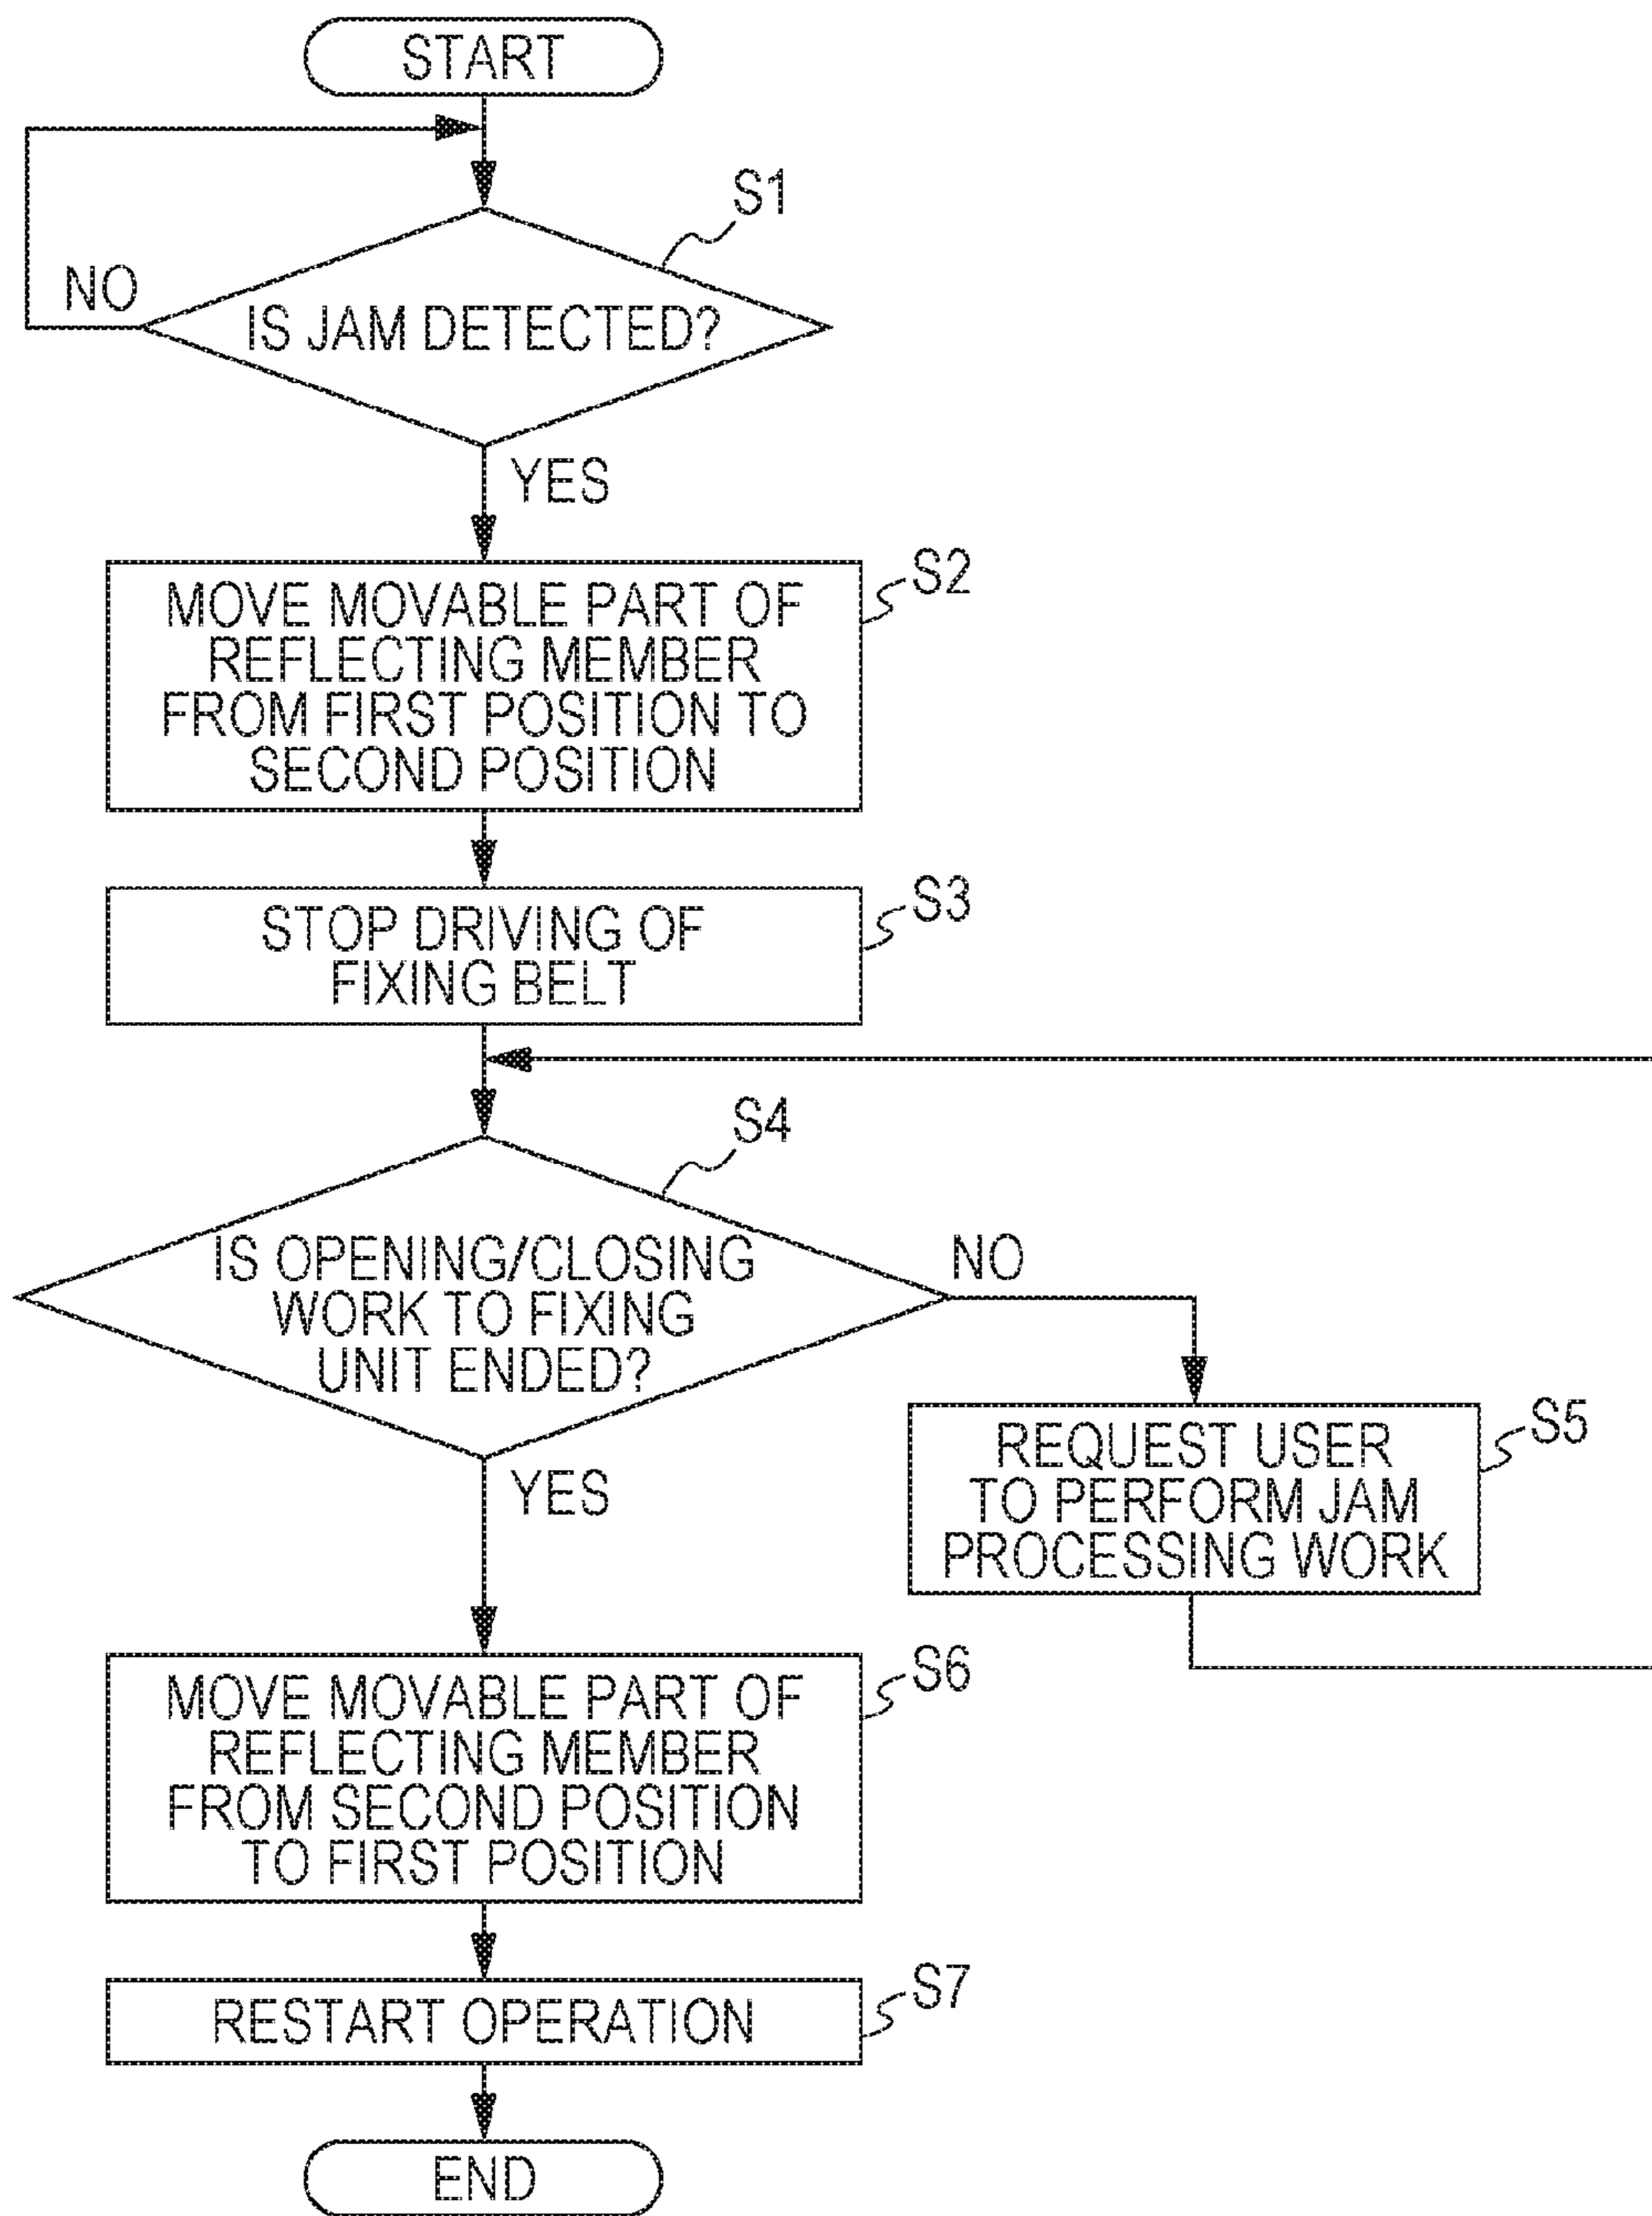 START
S1
NO
IS JAM DETECTED?
YES
S2
MOVE MOVABLE PART OF
REFLECTING MEMBER
FROM FIRST POSITION TO
SECOND POSITION
S3
STOP DRIVING OF
FIXING BELT
S4
IS OPENING/CLOSING
WORK TO FIXING
UNIT ENDED?
NO
YES
S5
REQUEST USER
TO PERFORM JAM
PROCESSING WORK
S6
MOVE MOVABLE PART OF
REFLECTING MEMBER
FROM SECOND POSITION
TO FIRST POSITION
S7
RESTART OPERATION
END